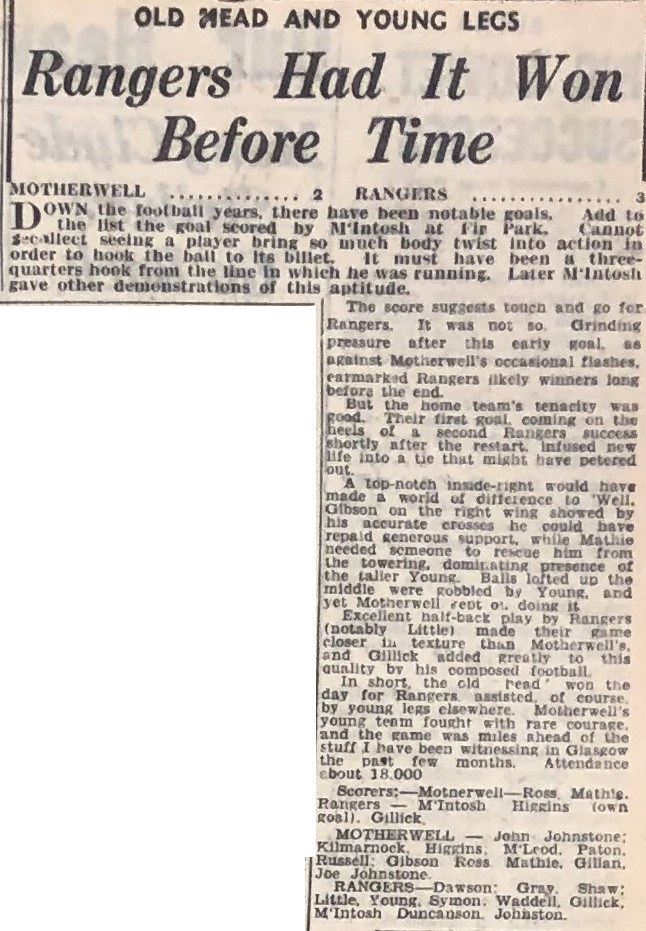 OLD HEAD AND YOUNG LEGS
Rangers Had It Won
Before Time
MOTHERWELL .............. 2 RANGERS ................ 3
DOWN the football years, there have been notable goals. Add to
the list the goal scored by M'Intosh at Fir Park. Cannot
recollect seeing a player bring so much body twist into action in
order to hook the ball to its billet. It must have been a three-
quarters hook from the line in which he was running. Later M'Intosh
gave other demonstrations of this aptitude.
The score suggests touch and go for
Rangers. It was not so. Grinding
pressure after this early goal, as
against Motherwell's occasional flashes,
earmarked Rangers likely winners long
before the end.
But the home team's tenacity was
good. Their first goal, coming on the
heels of a second Rangers success
shortly after the restart, infused new
life into a tie that might have petered
out.
A top-notch inside-right would have
made a world of difference to 'Well.
Gibson on the right wing showed by
his accurate crosses he could have
repaid generous support, while Mathie
needed someone to rescue him from
the towering, dominating presence of
the taller Young. Balls lofted up the
middle were gobbled by Young, and
yet Motherwell kept on doing it
Excellent half-back play by Rangers
(notably Little) made their game
closer in texture than Motherwell's,
and Gillick added greatly to this
quality by his composed football.
In short, the old head' won the
day for Rangers, assisted, of course,
by young legs elsewhere. Motherwell's
young team fought with rare courage,
and the game was miles ahead of the
stuff I have been witnessing in Glasgow
the past few months. Attendance
about 18,000
Scorers:—Motherwell—Ross, Mathie.
Rangers — M'Intosh Higgins (own
goal), Gillick.
MOTHERWELL — John Johnstone;
Kilmarnock, Higgins; M'Leod, Paton,
Russell; Gibson Ross Mathie, Gillan,
Joe Johnstone.
RANGERS—Dawson; Gray, Shaw;
Little, Young, Symon, Waddell, Gillick,
M'Intosh Duncanson, Johnston.